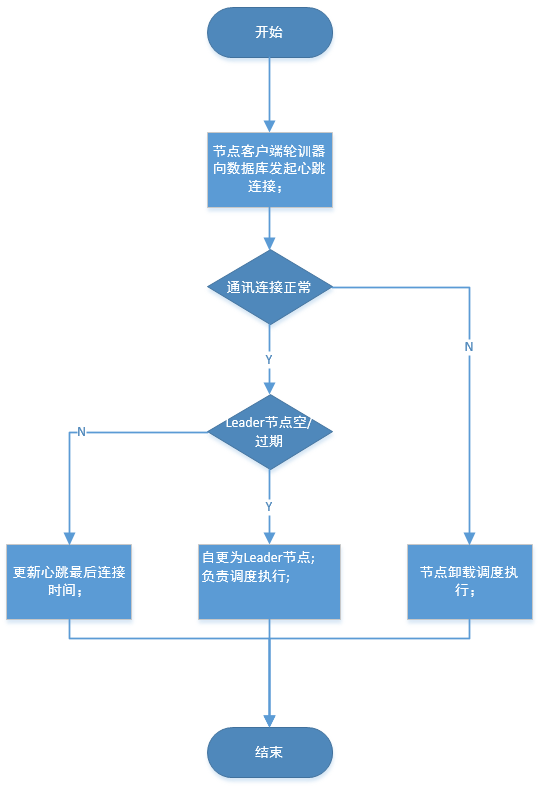 开始
节点客户端轮训器
向数据库发起心跳
连接；
通讯连接正常
N
Y
Leader节点空/
过期
N
Y
更新心跳最后连接
时间；
自更为Leader节点;
负责调度执行;
节点卸载调度执
行；
结束